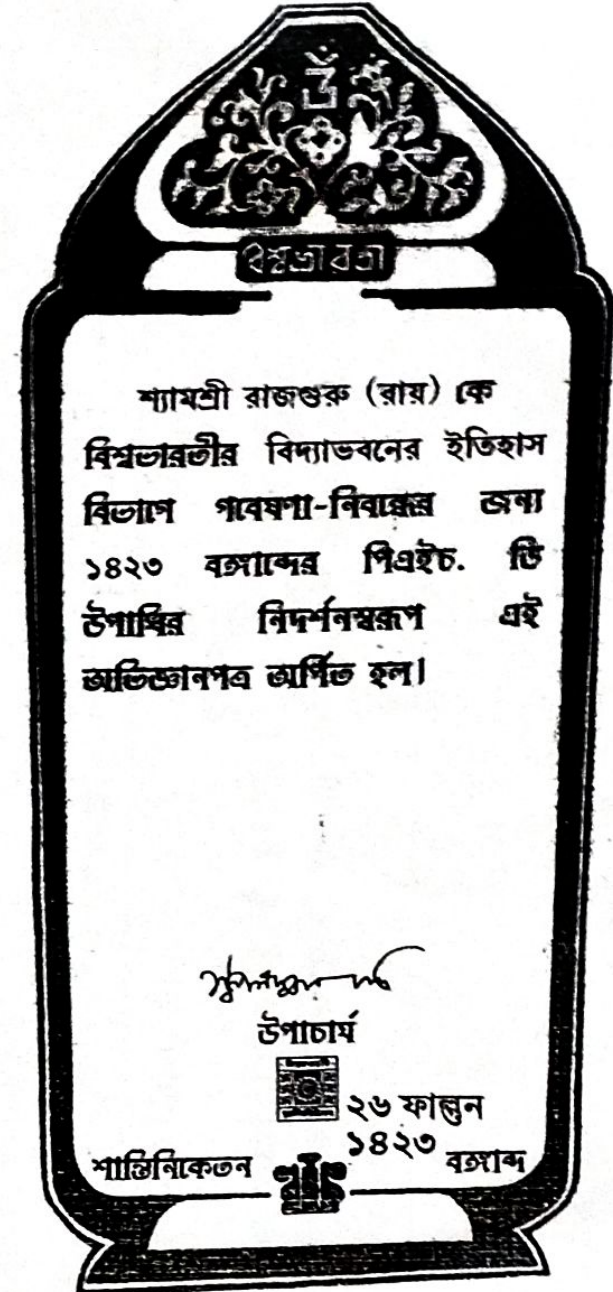 বিশ্বভারতী
শ্যামশ্রী রাজগুরু (রায়) কে
বিশ্বভারতীর বিদ্যাভবনের ইতিহাস
বিভাগে গবেষণা-নিবন্ধের জন্য
১৪২৩ বঙ্গাব্দের পিএইচ. ডি
উপাধির নিদর্শনস্বরূপ এই
অভিজ্ঞানপত্র অর্পিত হল।
উপাচার্য
২৬ ফাল্গুন
১৪২৩
শান্তিনিকেতন বঙ্গাব্দ